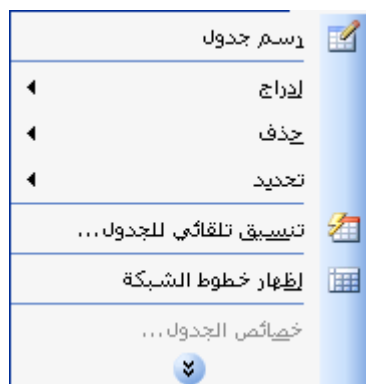 رسم جدول
إدراج
حذف
تحديد
تنسيق تلقائي للجدول...
إظهار خطوط الشبكة
خصائص الجدول...